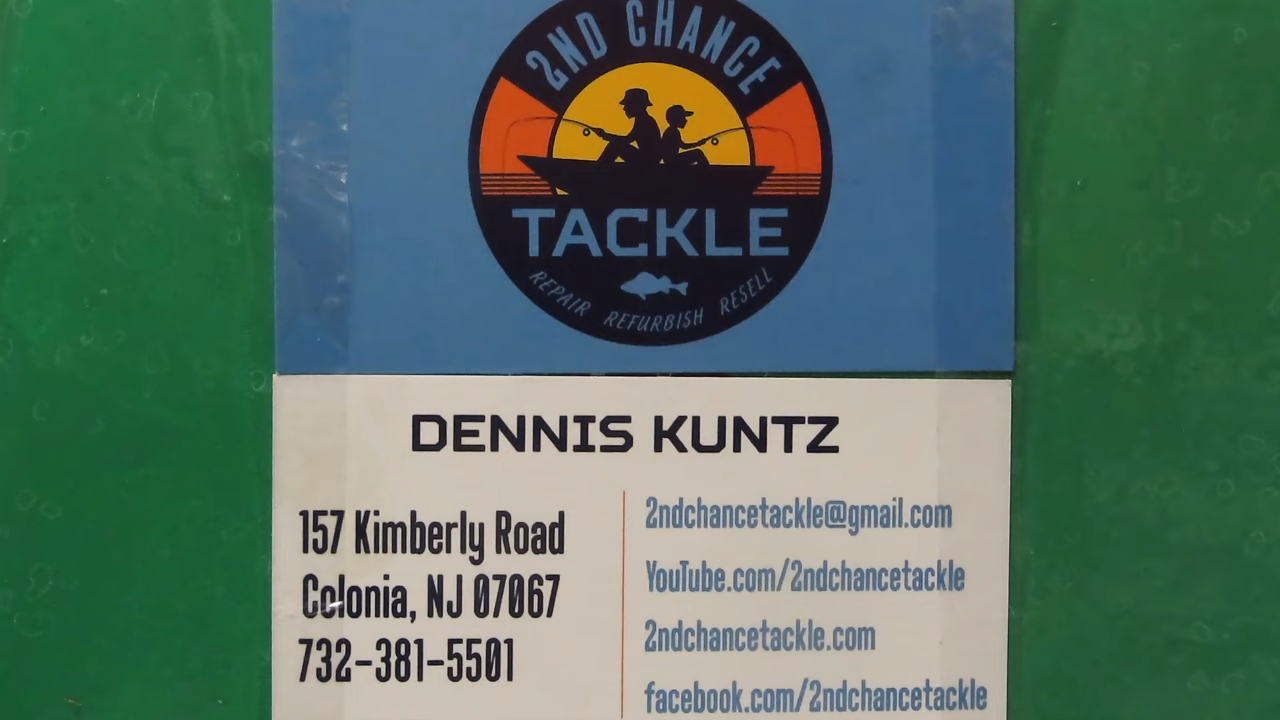 2ND CHANCE
TACKLE
REPAIR REFURBISH RESELL
DENNIS KUNTZ
157 Kimberly Road
Colonia, NJ 07067
732-381-5501
2ndchancetackle@gmail.com
YouTube.com/2ndchancetackle
2ndchancetackle.com
facebook.com/2ndchancetackle